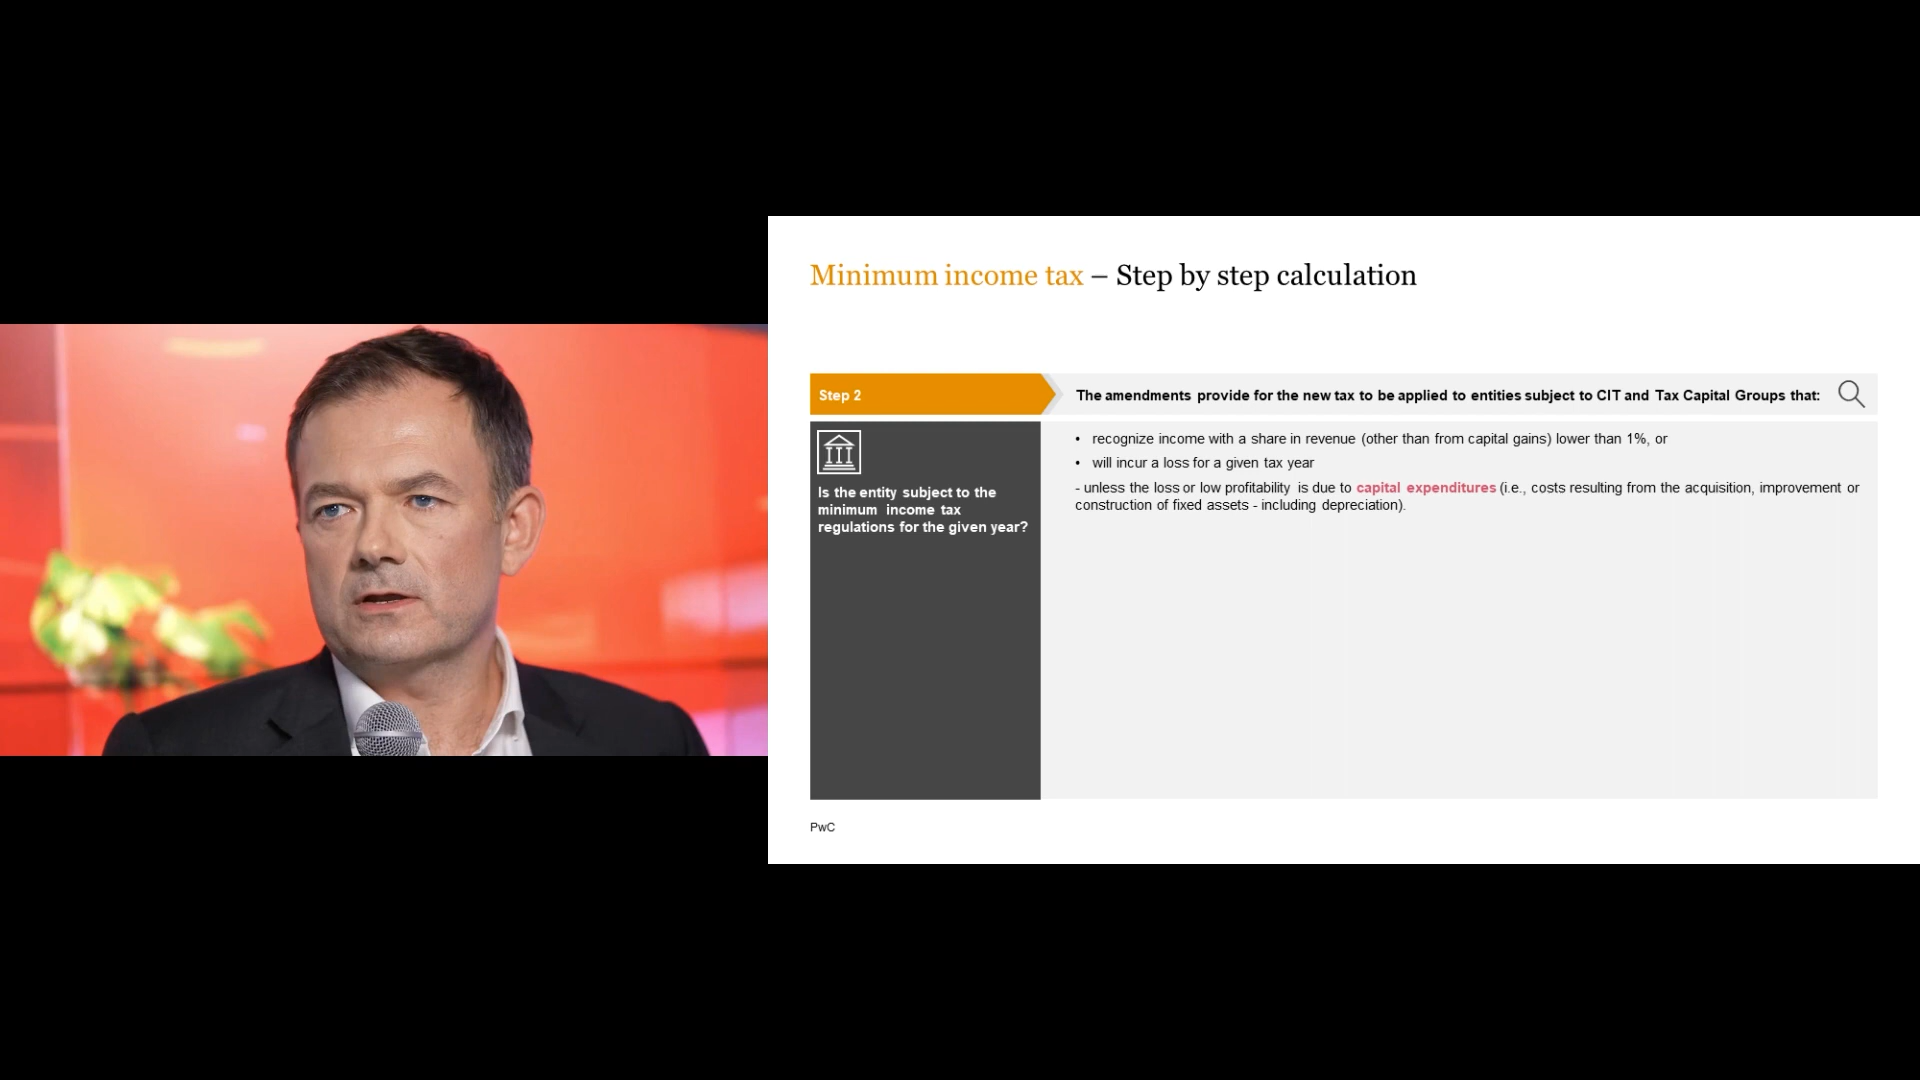 Minimum income tax – Step by step calculation
Step 2
The amendments provide for the new tax to be applied to entities subject to CIT and Tax Capital Groups that:
Is the entity subject to the
minimum income tax
regulations for the given year?
• recognize income with a share in revenue (other than from capital gains) lower than 1%, or
• will incur a loss for a given tax year
- unless the loss or low profitability is due to capital expenditures (i.e., costs resulting from the acquisition, improvement or
construction of fixed assets - including depreciation).
PwC